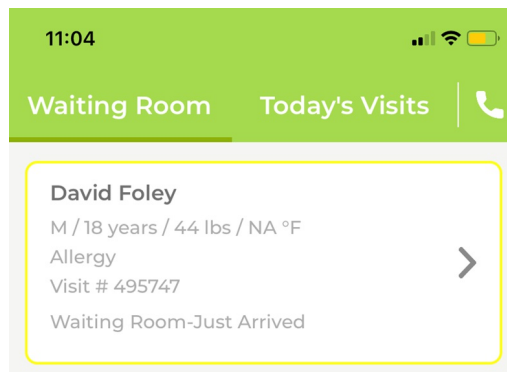 11:04
Waiting Room Today's Visits
David Foley
M / 18 years / 44 lbs / NA °F
Allergy
Visit # 495747
Waiting Room-Just Arrived